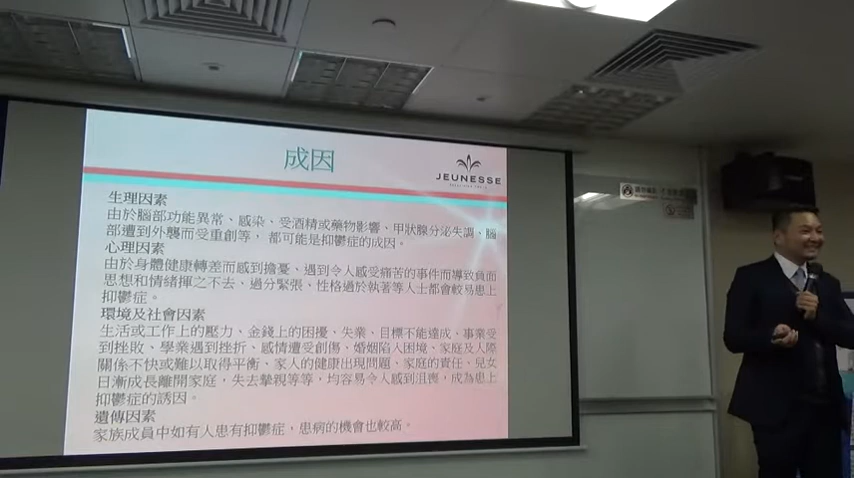 成因
JEUNESSE
生理因素
由於腦部功能異常、感染、受酒精或藥物影響、甲狀腺分泌失調、腦
部遭到外襲而受重創等，都可能是抑鬱症的成因。
心理因素
由於身體健康轉差而感到擔憂、遇到令人感受痛苦的事件而導致負面
思想和情緒揮之不去、過分緊張、性格過於執著等人士都會較易患上
抑鬱症。
環境及社會因素
生活或工作上的壓力、金錢上的困擾、失業、目標不能達成、事業受
到挫敗、學業遇到挫折、感情遭受創傷、婚姻陷入困境、家庭及人際
關係不快或難以取得平衡、家人的健康出現問題、家庭的責任、兒女
日漸成長離開家庭，失去摯親等等，均容易令人感到沮喪，成為患上
抑鬱症的誘因。
遺傳因素
家族成員中如有人患有抑鬱症，患病的機會也較高。